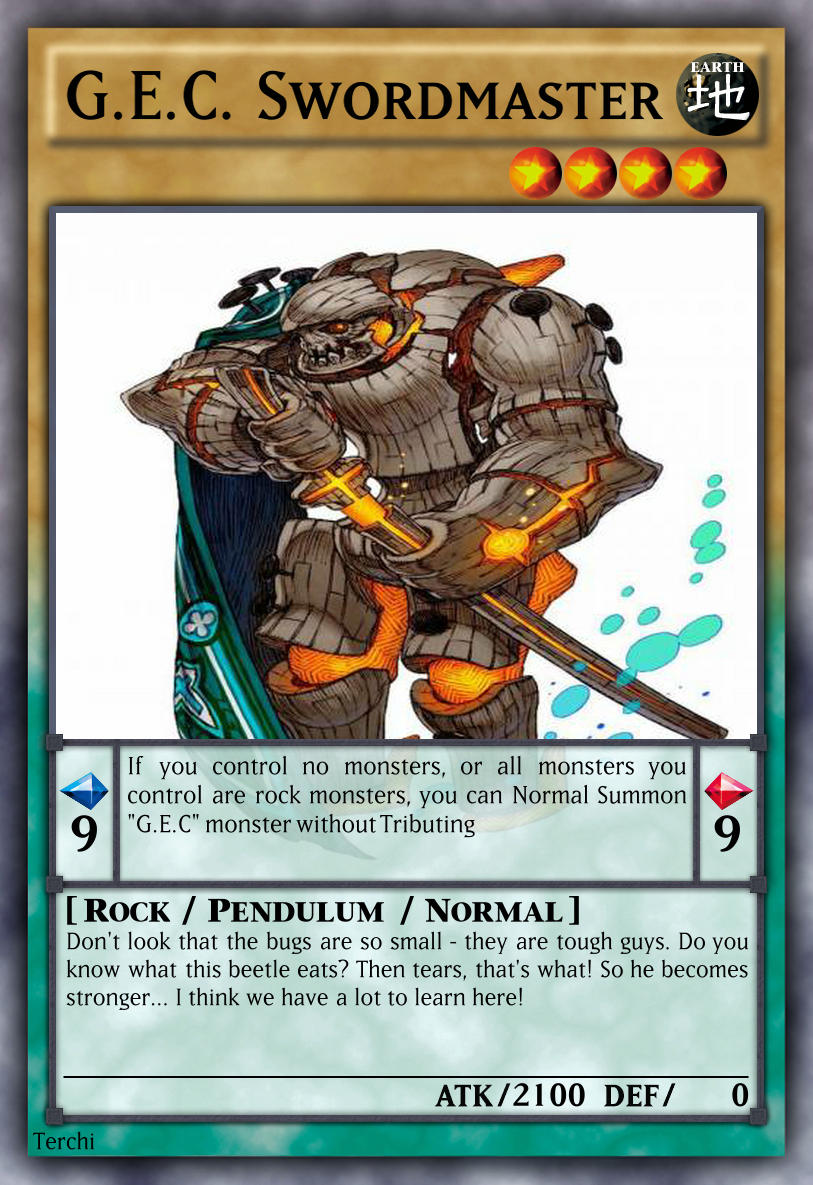 G.E.C. Swordmaster
EARTH
地
9
If you control no monsters, or all monsters you
control are rock monsters, you can Normal Summon
"G.E.C" monster without Tributing
9
[ Rock / Pendulum / Normal ]
Don't look that the bugs are so small - they are tough guys. Do you
know what this beetle eats? Then tears, that's what! So he becomes
stronger... I think we have a lot to learn here!
ATK/2100 DEF/ 0
Terchi